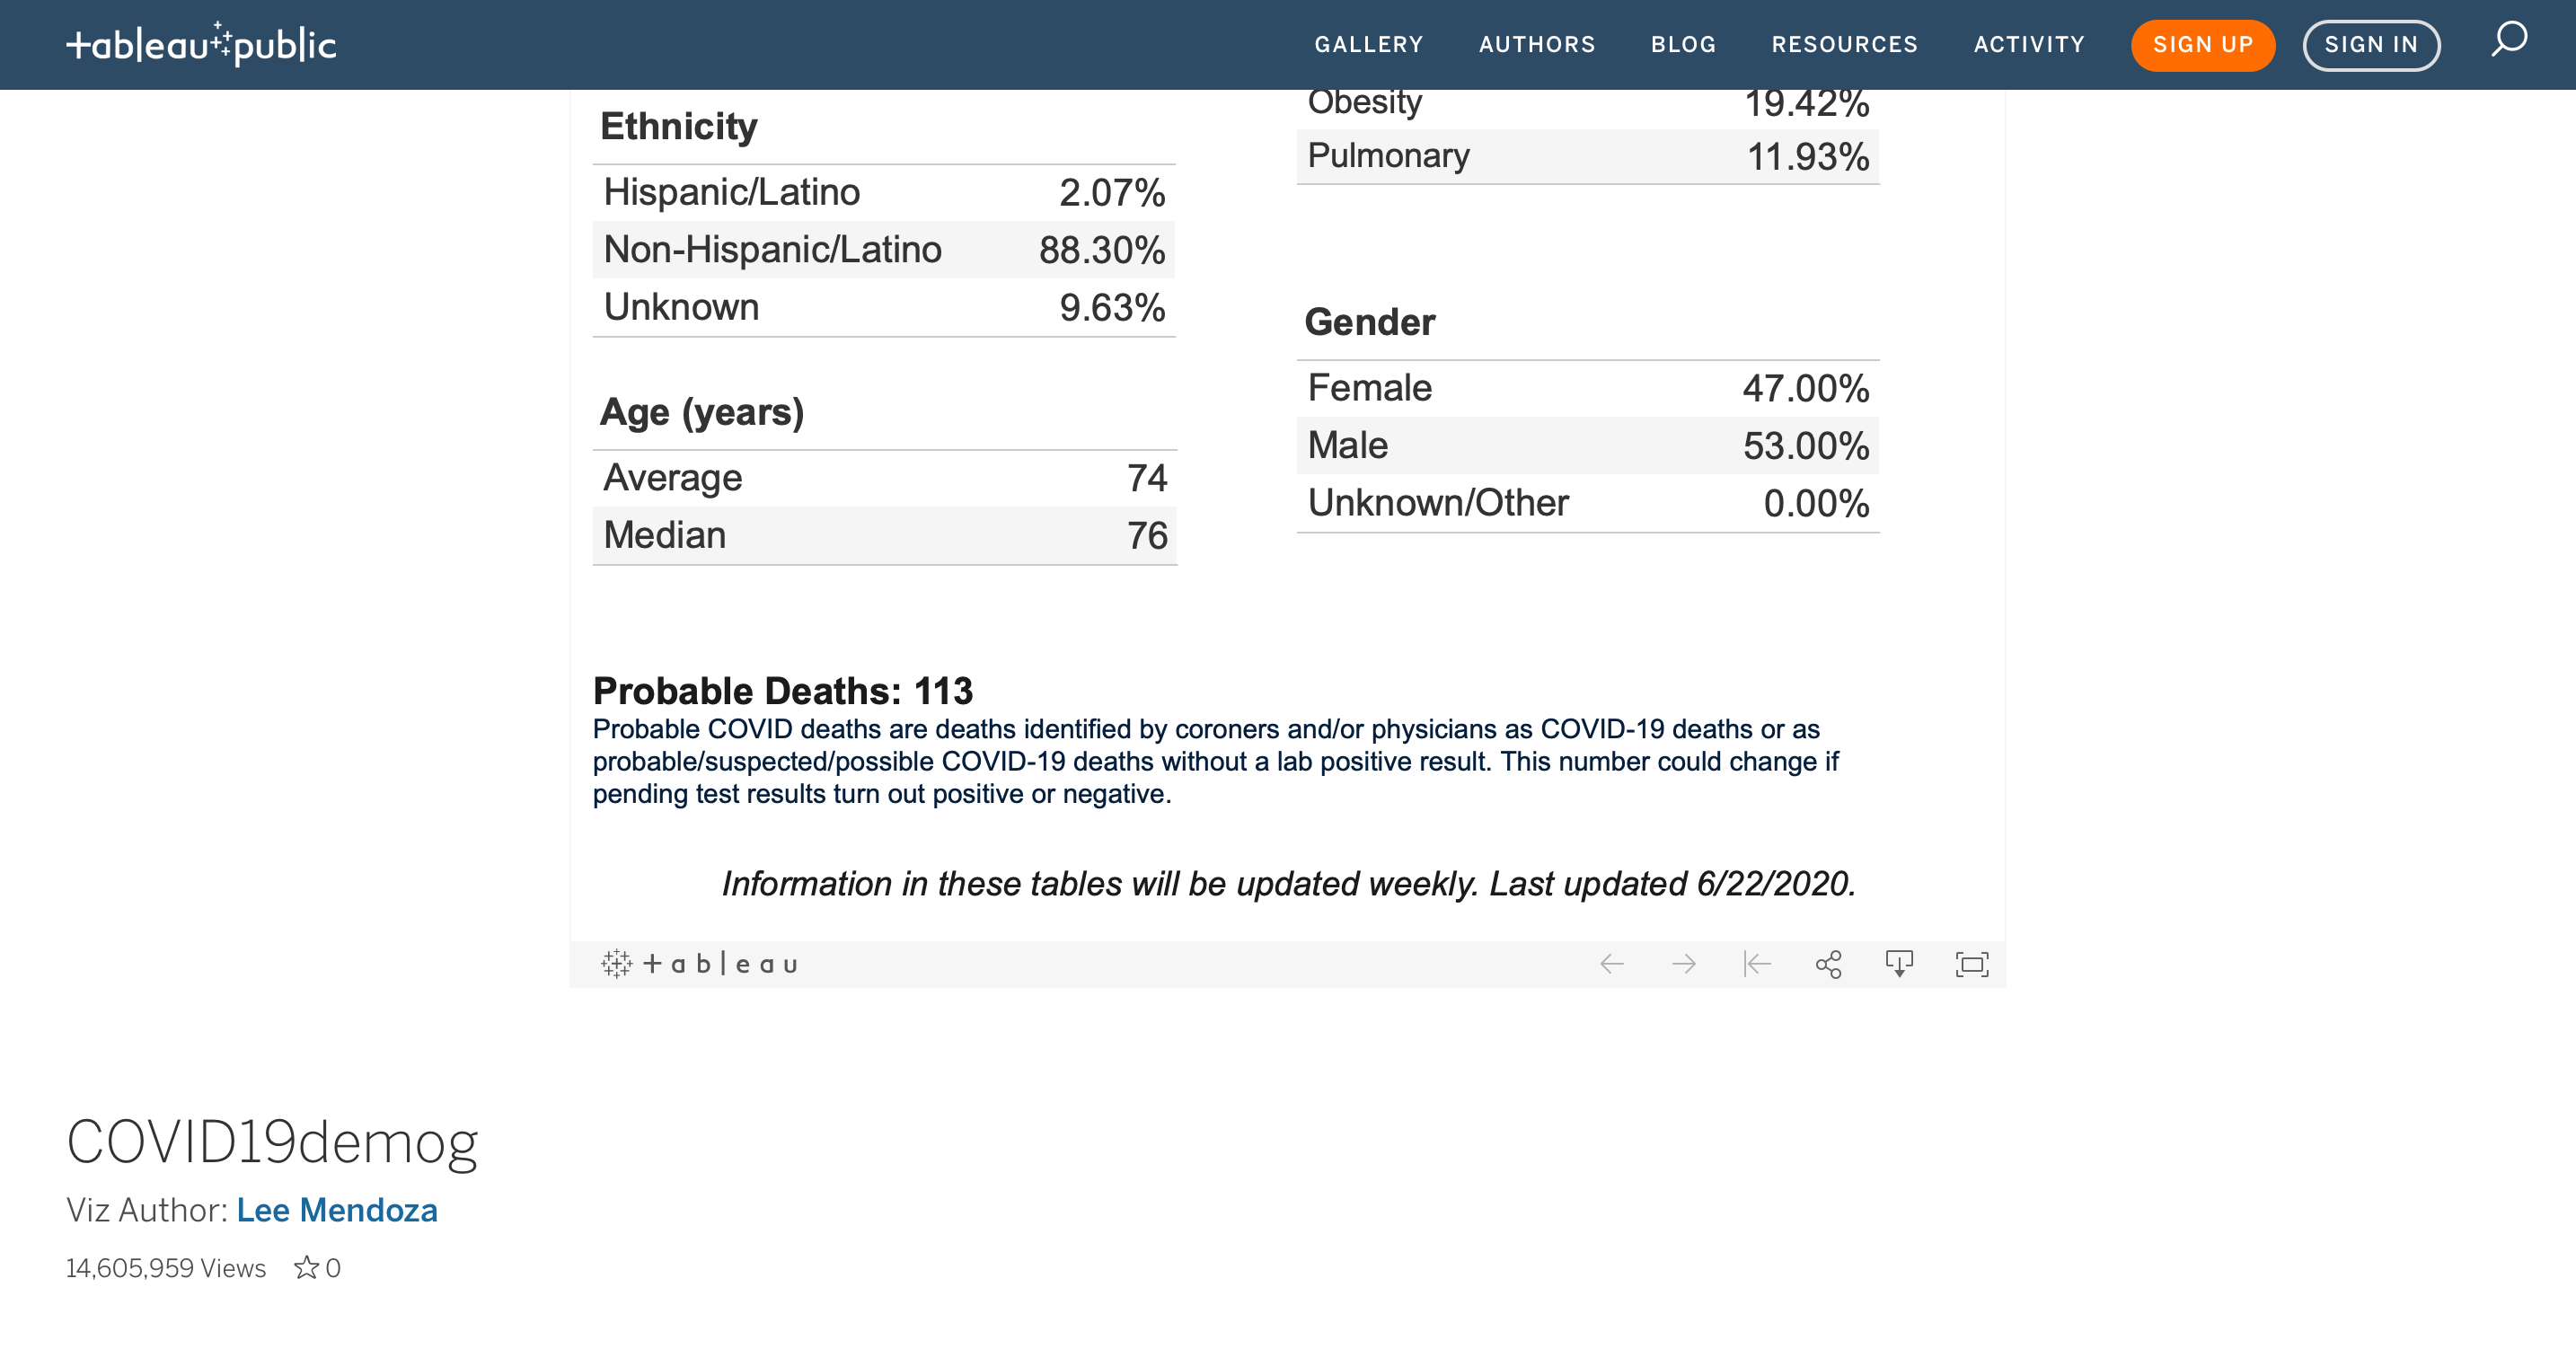 +ableau public
GALLERY AUTHORS BLOG RESOURCES ACTIVITY SIGN UP SIGN IN
Ethnicity
Hispanic/Latino 2.07%
Non-Hispanic/Latino 88.30%
Unknown 9.63%
Age (years)
Average 74
Median 76
Obesity 19.42%
Pulmonary 11.93%
Gender
Female 47.00%
Male 53.00%
Unknown/Other 0.00%
Probable Deaths: 113
Probable COVID deaths are deaths identified by coroners and/or physicians as COVID-19 deaths or as
probable/suspected/possible COVID-19 deaths without a lab positive result. This number could change if
pending test results turn out positive or negative.
Information in these tables will be updated weekly. Last updated 6/22/2020.
+ableau
COVID19demog
Viz Author: Lee Mendoza
14,605,959 Views ☆ 0